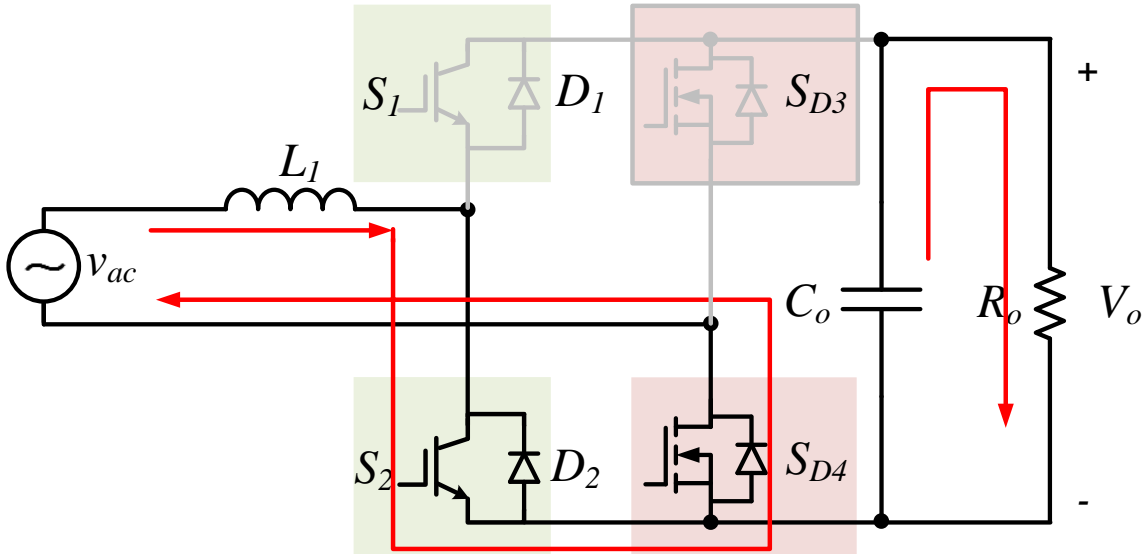 S1
D1
SD3
+
L1
vac
Co
Ro
Vo
S2
D2
SD4
-